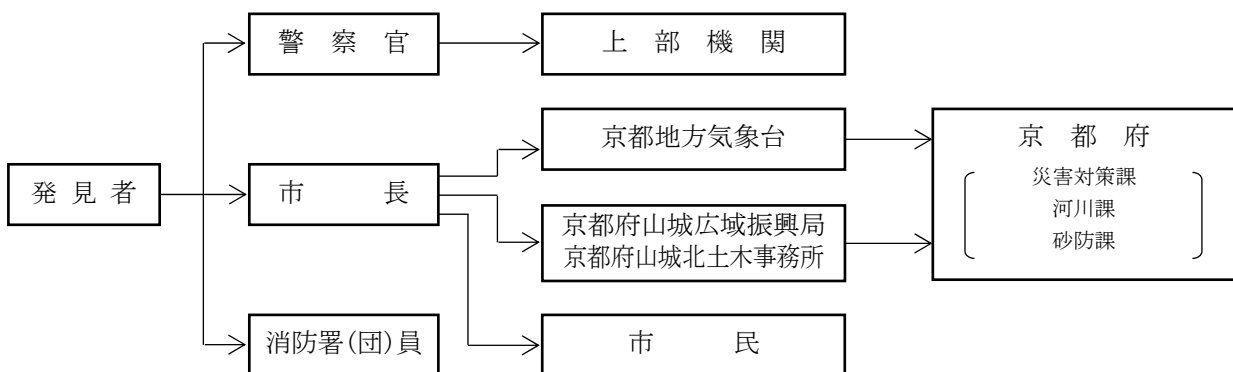 警察官
上部機関
京都地方気象台
京都府
災害対策課
河川課
砂防課
発見者
市長
京都府山城広域振興局
京都府山城北土木事務所
消防署(団)員
市民